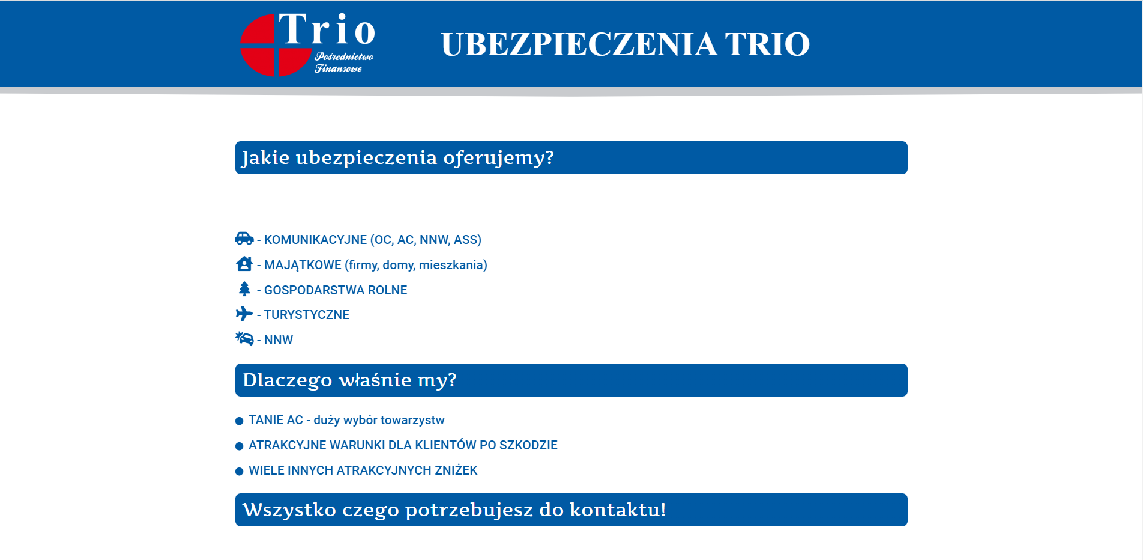 Trio
Pośrednictwo
Finansowe
UBEZPIECZENIA TRIO
Jakie ubezpieczenia oferujemy?
- KOMUNIKACYJNE (OC, AC, NNW, ASS)
- MAJĄTKOWE (firmy, domy, mieszkania)
- GOSPODARSTWA ROLNE
- TURYSTYCZNE
- NNW
Dlaczego właśnie my?
● TANIE AC - duży wybór towarzystw
● ATRAKCYJNE WARUNKI DLA KLIENTÓW PO SZKODZIE
● WIELE INNYCH ATRAKCYJNYCH ZNIŻEK
Wszystko czego potrzebujesz do kontaktu!